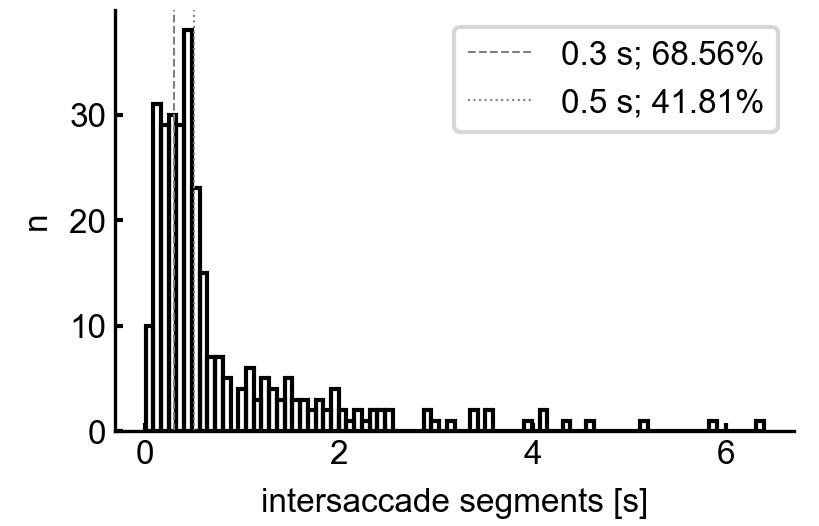 0.3 s; 68.56%
0.5 s; 41.81%
30
20
10
0
n
0 2 4 6
intersaccade segments [s]